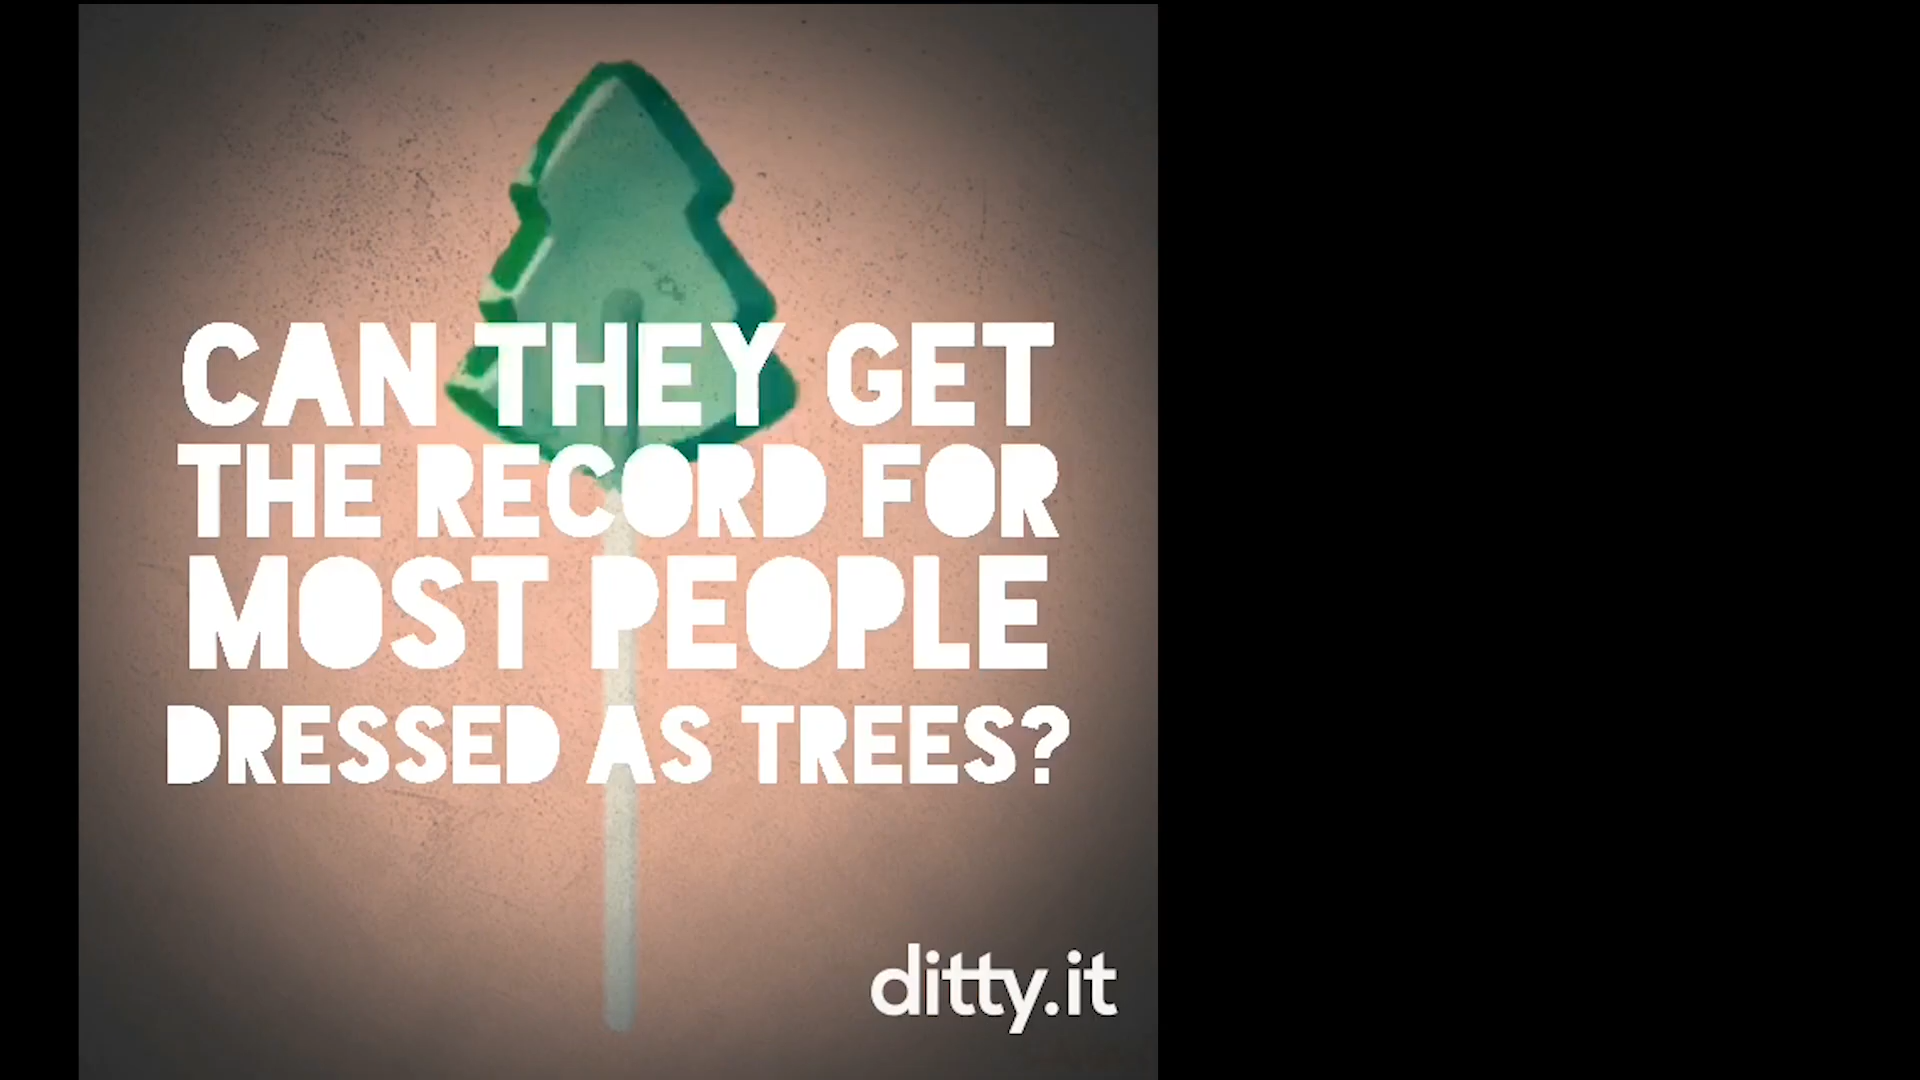 CAN THEY GET
THE RECORD FOR
MOST PEOPLE
DRESSED AS TREES?
ditty.it